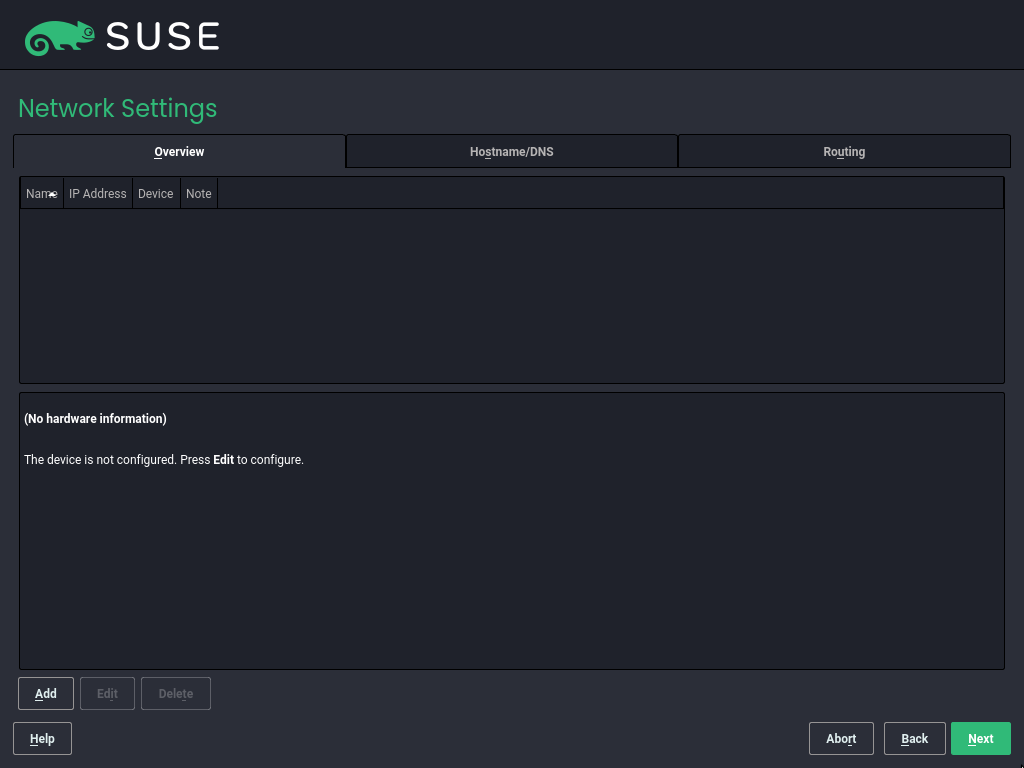 SUSE
Network Settings
Overview Hostname/DNS Routing
Name IP Address Device Note
(No hardware information)
The device is not configured. Press Edit to configure.
Add Edit Delete
Help Abort Back Next